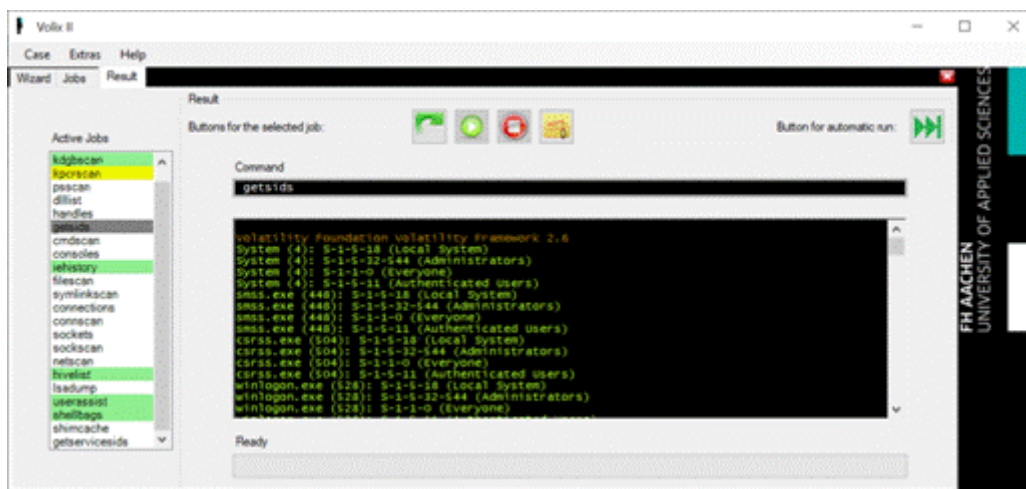 Volix II
Case Extras Help
Wizard Jobs Result
Result
Buttons for the selected job:
Button for automatic run:
Active Jobs
kdgbscan
kpcrscan
psscan
dlllist
handles
getsids
cmdscan
consoles
iehistory
filescan
symlinkscan
connections
connscan
sockets
sockscan
netscan
hivelist
lsadump
userassist
shellbags
shimcache
getservicesids
Command
getsids
Volatility Foundation Volatility Framework 2.6
System (4): S-1-5-18 (Local System)
System (4): S-1-5-32-544 (Administrators)
System (4): S-1-1-0 (Everyone)
System (4): S-1-5-11 (Authenticated Users)
smss.exe (448): S-1-5-18 (Local System)
smss.exe (448): S-1-5-32-544 (Administrators)
smss.exe (448): S-1-1-0 (Everyone)
smss.exe (448): S-1-5-11 (Authenticated Users)
csrss.exe (504): S-1-5-18 (Local System)
csrss.exe (504): S-1-5-32-544 (Administrators)
csrss.exe (504): S-1-1-0 (Everyone)
csrss.exe (504): S-1-5-11 (Authenticated Users)
winlogon.exe (528): S-1-5-18 (Local System)
winlogon.exe (528): S-1-5-32-544 (Administrators)
winlogon.exe (528): S-1-1-0 (Everyone)
Ready
FH AACHEN
UNIVERSITY OF APPLIED SCIENCES